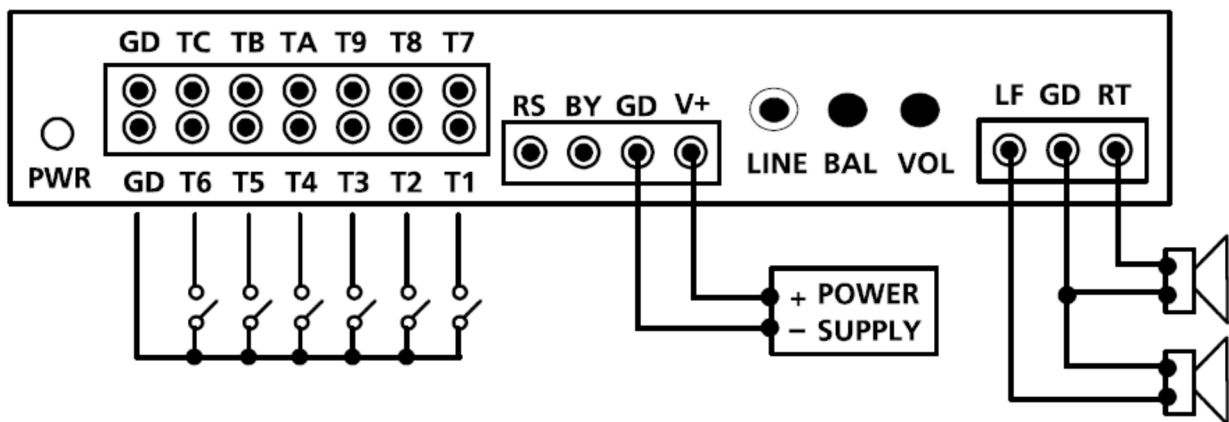 GD TC TB TA T9 T8 T7
RS BY GD V+
LF GD RT
PWR
LINE BAL VOL
GD T6 T5 T4 T3 T2 T1
+ POWER
– SUPPLY